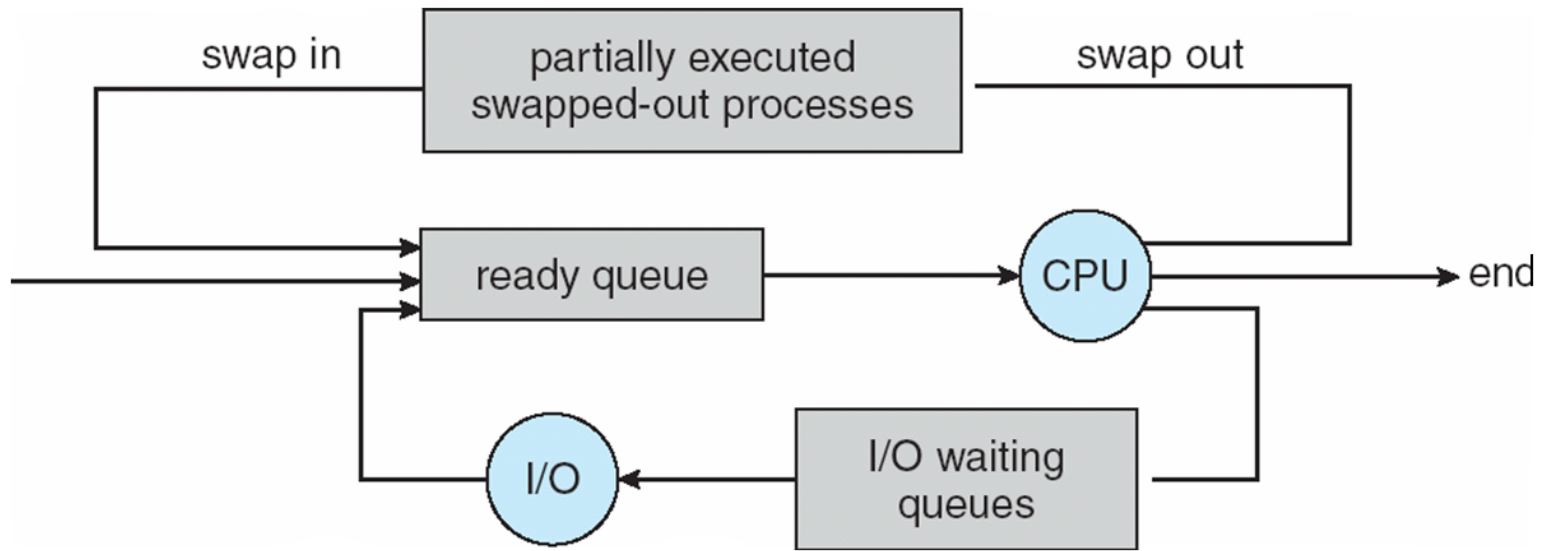 swap in
partially executed
swapped-out processes
swap out
ready queue
CPU
end
I/O
I/O waiting
queues